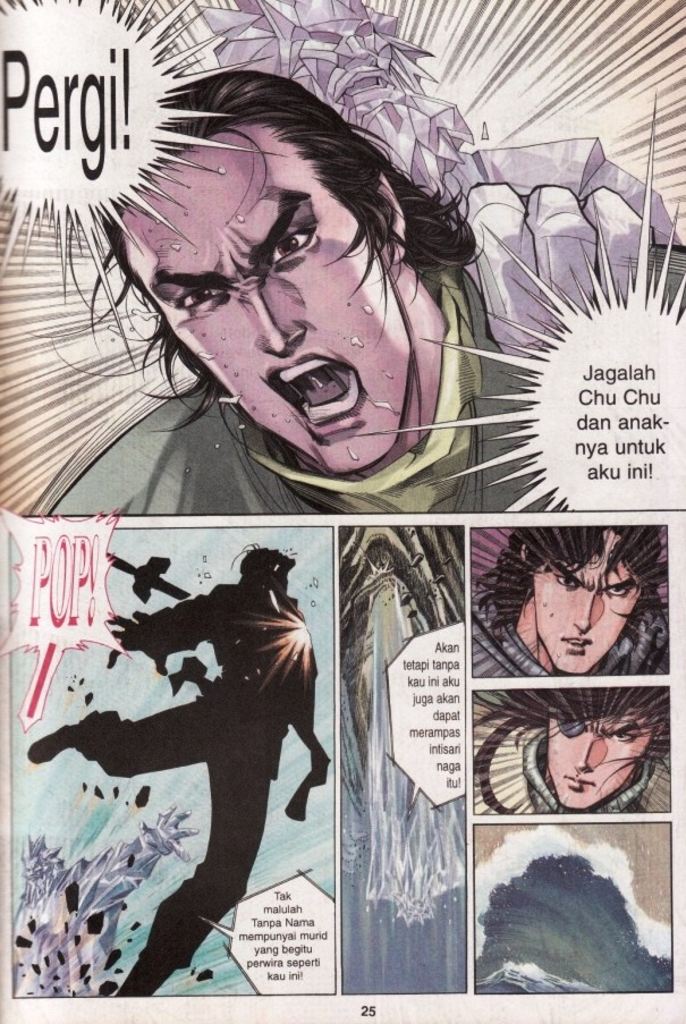 Pergi!
Jagalah
Chu Chu
dan anak-
nya untuk
aku ini!
POP!
Akan
tetapi tanpa
kau ini aku
juga akan
dapat
merampas
intisari
naga
itu!
Tak
malulah
Tanpa Nama
mempunyai murid
yang begitu
perwira seperti
kau ini!
25